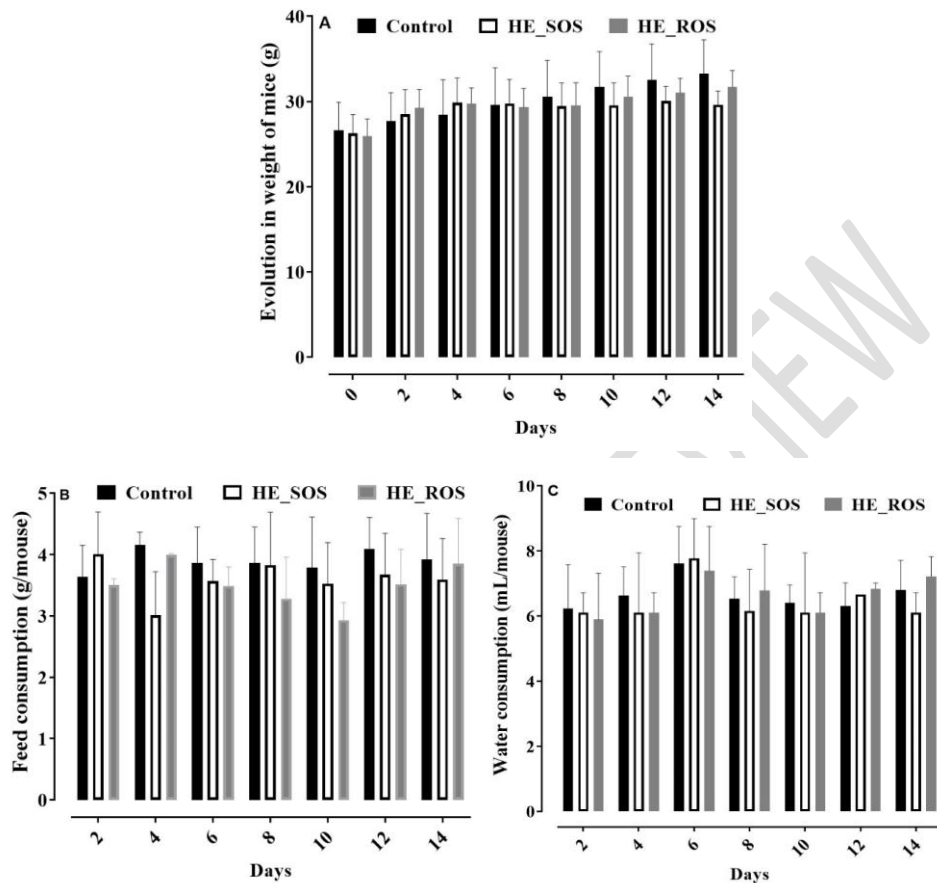 A
Control HE_SOS HE_ROS
Evolution in weight of mice (g)
40
30
20
10
0
0 2 4 6 8 10 12 14
Days
B
Control HE_SOS HE_ROS
Feed consumption (g/mouse)
5
4
3
2
1
0
2 4 6 8 10 12 14
Days
C
Control HE_SOS HE_ROS
Water consumption (mL/mouse)
10
8
6
4
2
0
2 4 6 8 10 12 14
Days